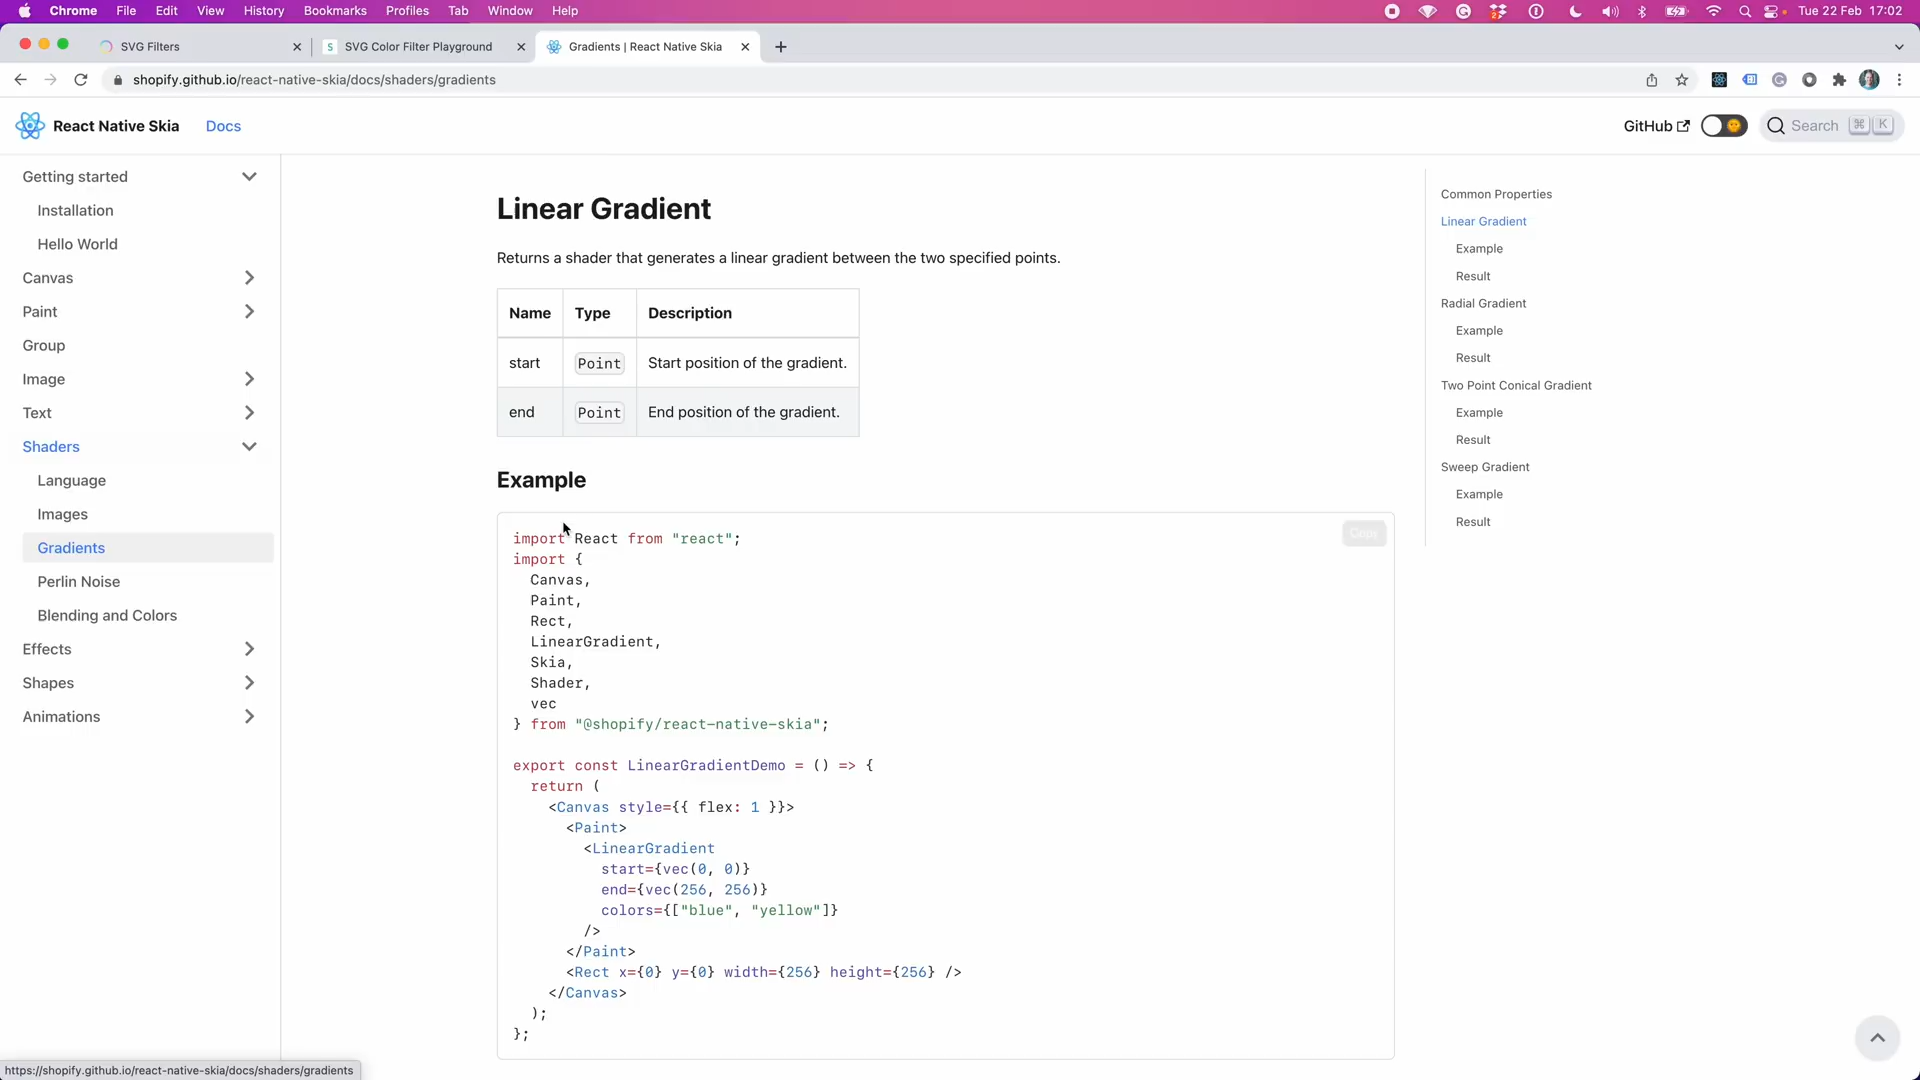 Chrome File Edit View History Bookmarks Profiles Tab Window Help Tue 22 Feb 17:02
SVG Filters SVG Color Filter Playground Gradients | React Native Skia
shopify.github.io/react-native-skia/docs/shaders/gradients
React Native Skia Docs GitHub Search ⌘ K
Getting started
Installation
Hello World
Canvas
Paint
Group
Image
Text
Shaders
Language
Images
Gradients
Perlin Noise
Blending and Colors
Effects
Shapes
Animations
Linear Gradient
Returns a shader that generates a linear gradient between the two specified points.
Name Type Description
start Point Start position of the gradient.
end Point End position of the gradient.
Example
Copy
import React from "react";
import {
  Canvas,
  Paint,
  Rect,
  LinearGradient,
  Skia,
  Shader,
  vec
} from "@shopify/react-native-skia";
export const LinearGradientDemo = () => {
  return (
    <Canvas style={{ flex: 1 }}>
      <Paint>
        <LinearGradient
          start={vec(0, 0)}
          end={vec(256, 256)}
          colors={["blue", "yellow"]}
        />
      </Paint>
      <Rect x={0} y={0} width={256} height={256} />
    </Canvas>
  );
};
Common Properties
Linear Gradient
Example
Result
Radial Gradient
Example
Result
Two Point Conical Gradient
Example
Result
Sweep Gradient
Example
Result
https://shopify.github.io/react-native-skia/docs/shaders/gradients